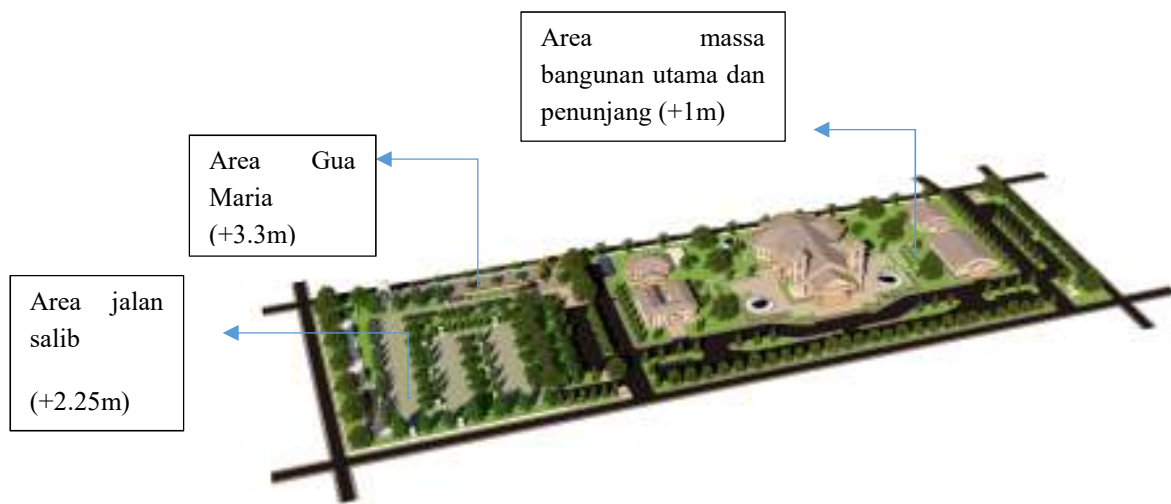 Area massa
bangunan utama dan
penunjang (+1m)
Area Gua
Maria
(+3.3m)
Area jalan
salib
(+2.25m)